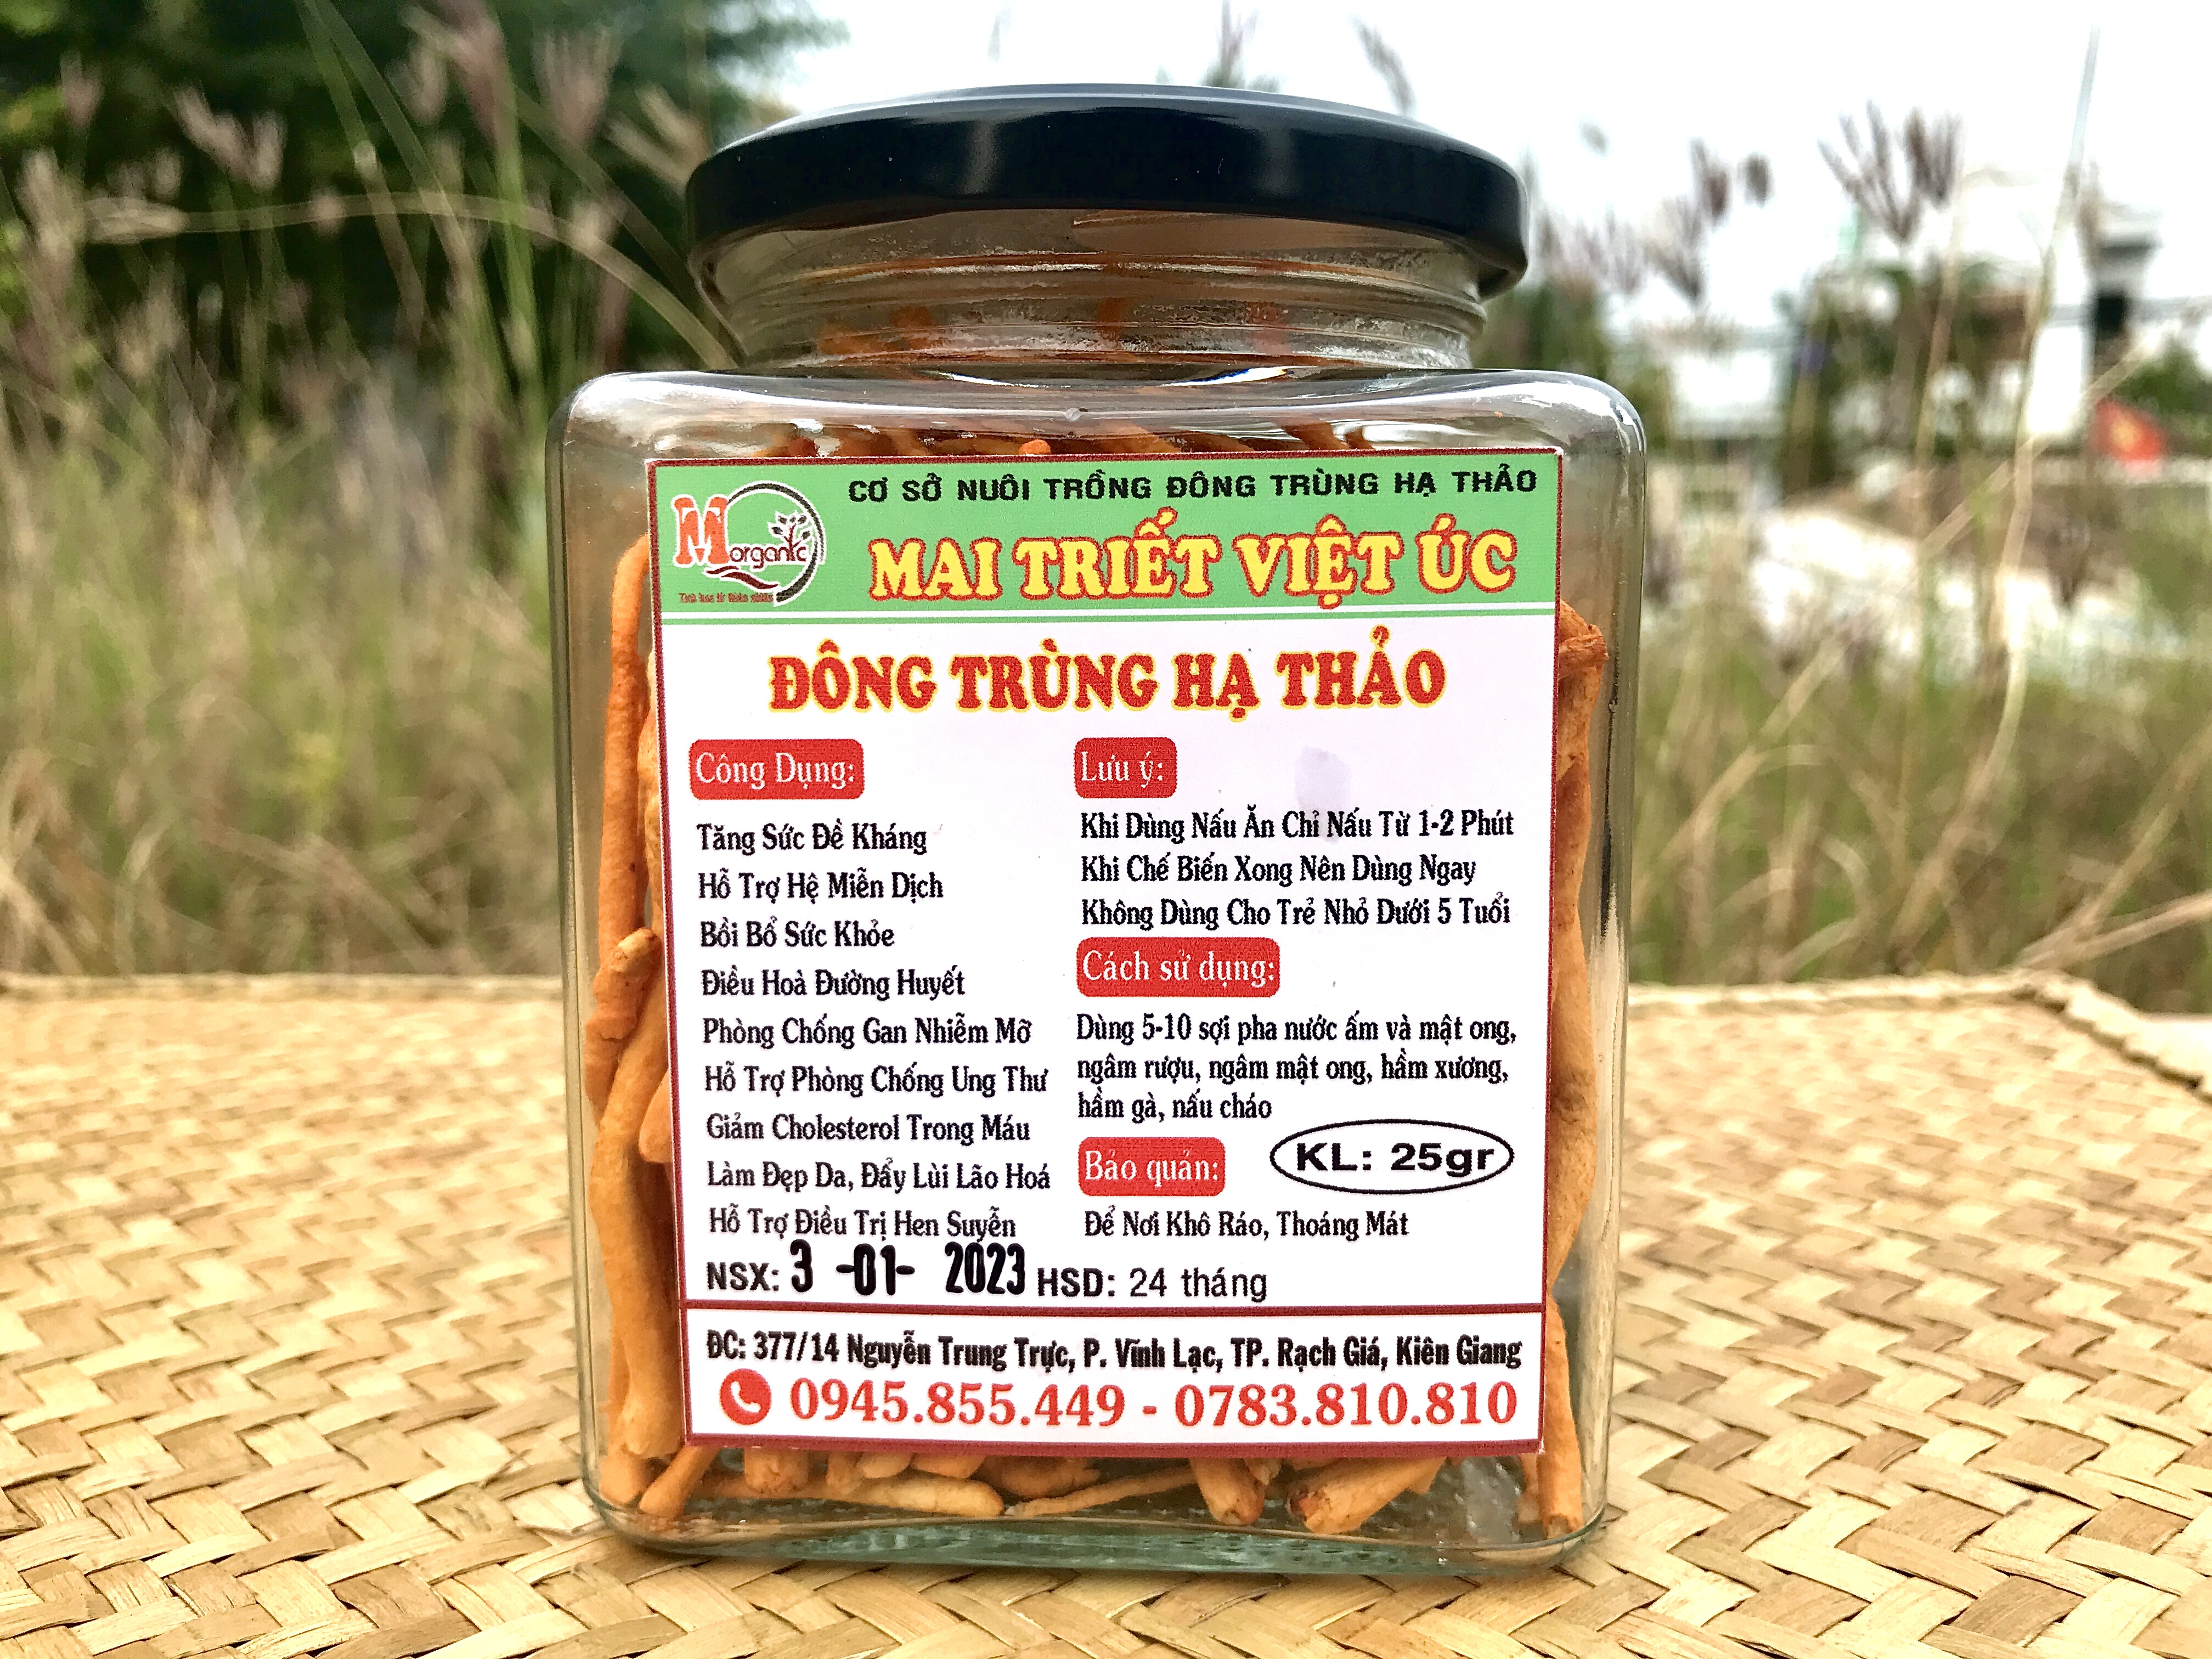 CƠ SỞ NUÔI TRỒNG ĐÔNG TRÙNG HẠ THẢO
Morganic
MAI TRIẾT VIỆT ÚC
ĐÔNG TRÙNG HẠ THẢO
Công Dụng:
Tăng Sức Đề Kháng
Hỗ Trợ Hệ Miễn Dịch
Bồi Bổ Sức Khỏe
Điều Hoà Đường Huyết
Phòng Chống Gan Nhiễm Mỡ
Hỗ Trợ Phòng Chống Ung Thư
Giảm Cholesterol Trong Máu
Làm Đẹp Da, Đẩy Lùi Lão Hoá
Hỗ Trợ Điều Trị Hen Suyễn
Lưu ý:
Khi Dùng Nấu Ăn Chỉ Nấu Từ 1-2 Phút
Khi Chế Biến Xong Nên Dùng Ngay
Không Dùng Cho Trẻ Nhỏ Dưới 5 Tuổi
Cách sử dụng:
Dùng 5-10 sợi pha nước ấm và mật ong,
ngâm rượu, ngâm mật ong, hầm xương,
hầm gà, nấu cháo
KL: 25gr
Bảo quản:
Để Nơi Khô Ráo, Thoáng Mát
NSX: 3 -01- 2023 HSD: 24 tháng
ĐC: 377/14 Nguyễn Trung Trực, P. Vĩnh Lạc, TP. Rạch Giá, Kiên Giang
0945.855.449 - 0783.810.810